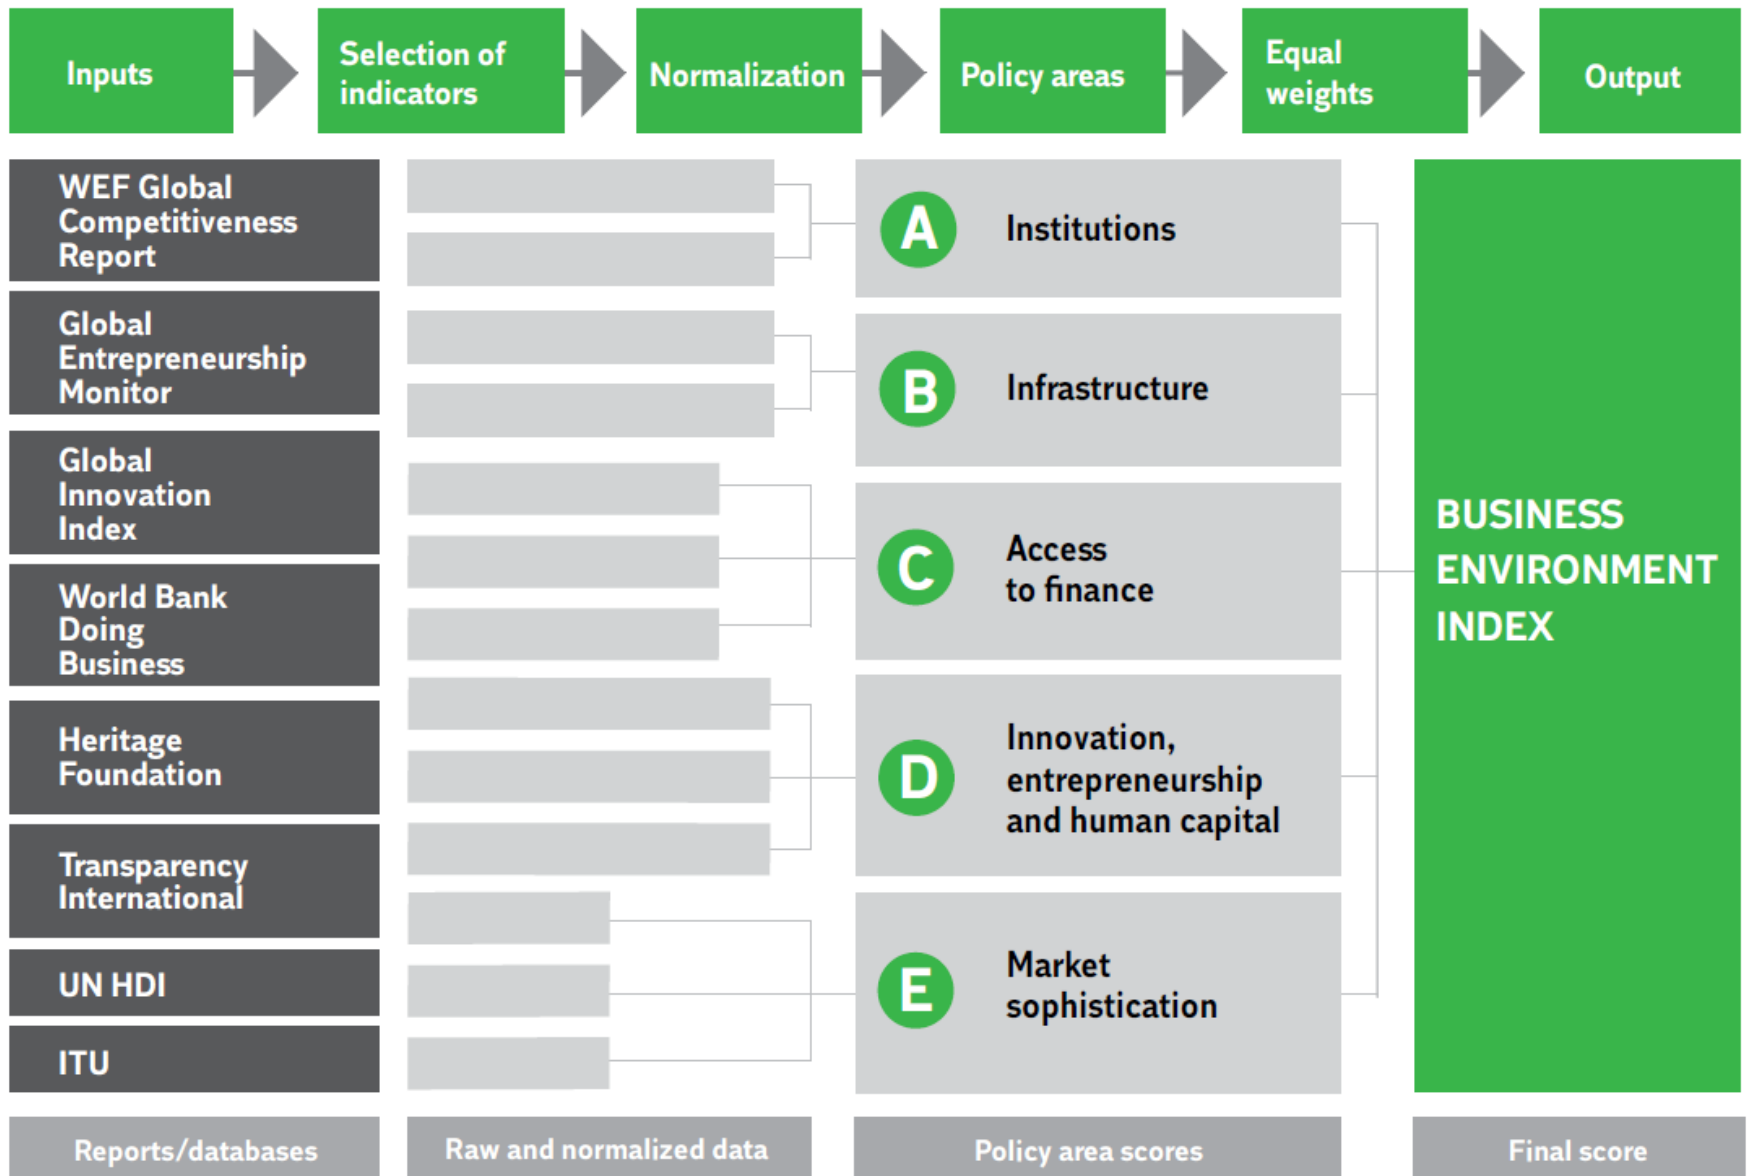 Inputs
Selection of
indicators
Normalization
Policy areas
Equal
weights
Output
WEF Global
Competitiveness
Report
Global
Entrepreneurship
Monitor
Global
Innovation
Index
World Bank
Doing
Business
Heritage
Foundation
Transparency
International
UN HDI
ITU
A
Institutions
B
Infrastructure
C
Access
to finance
D
Innovation,
entrepreneurship
and human capital
E
Market
sophistication
BUSINESS
ENVIRONMENT
INDEX
Reports/databases
Raw and normalized data
Policy area scores
Final score